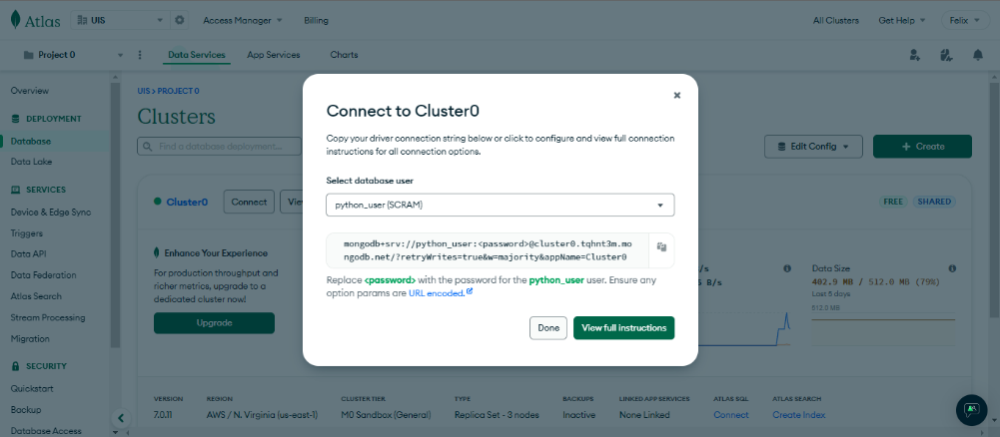 Atlas
UIS
Access Manager
Billing
All Clusters
Get Help
Felix
Project 0
Data Services
App Services
Charts
Overview
DEPLOYMENT
Database
Data Lake
SERVICES
Device & Edge Sync
Triggers
Data API
Data Federation
Atlas Search
Stream Processing
Migration
SECURITY
Quickstart
Backup
Database Access
UIS > PROJECT 0
Clusters
Find a database deployment...
Edit Config
+ Create
Cluster0
Connect
FREE
SHARED
Enhance Your Experience
For production throughput and
richer metrics, upgrade to a
dedicated cluster now!
Upgrade
Connect to Cluster0
Copy your driver connection string below or click to configure and view full connection
instructions for all connection options.
Select database user
python_user (SCRAM)
mongodb+srv://python_user:<password>@cluster0.tqhnt3m.mo
ngodb.net/?retryWrites=true&w=majority&appName=Cluster0
Replace <password> with the password for the python_user user. Ensure any
option params are URL encoded.
Done
View full instructions
/s
B/s
Data Size
402.9 MB / 512.0 MB (79%)
Last 5 days
512.0 MB
VERSION
7.0.11
REGION
AWS / N. Virginia (us-east-1)
CLUSTER TIER
M0 Sandbox (General)
TYPE
Replica Set - 3 nodes
BACKUPS
Inactive
LINKED APP SERVICES
None Linked
ATLAS SQL
Connect
ATLAS SEARCH
Create Index